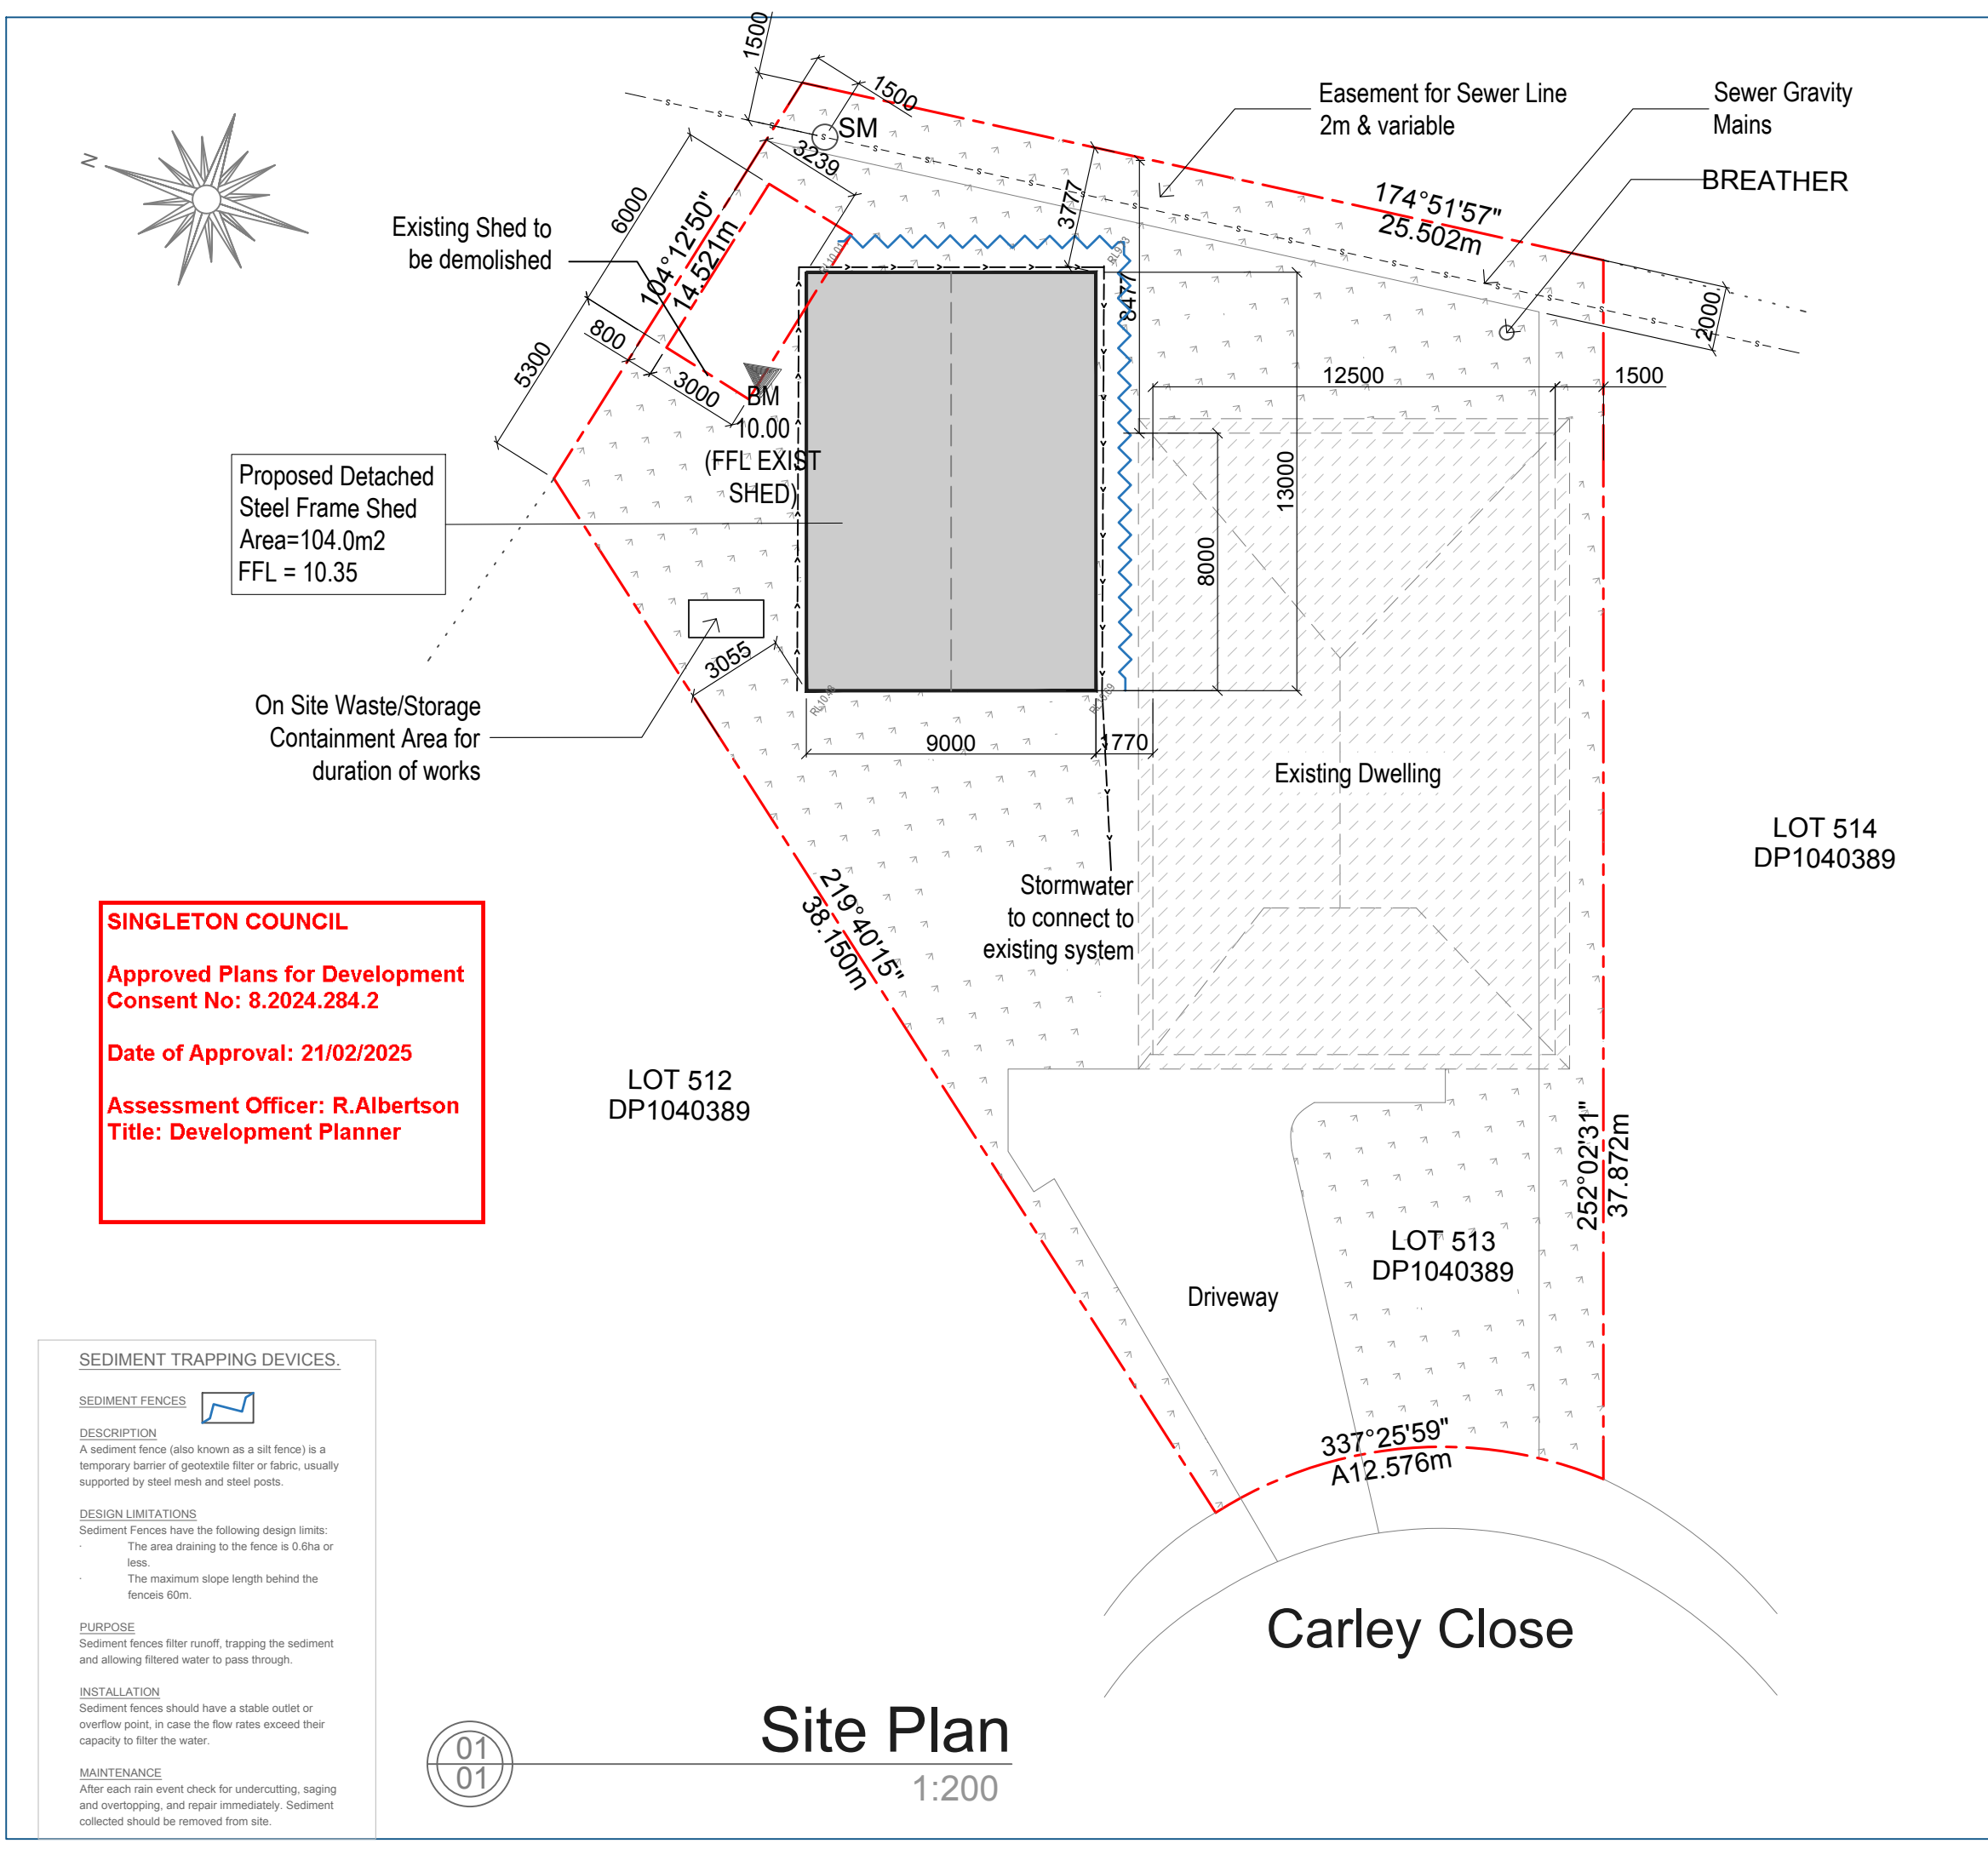 1500
1500
SM
3239
3777
8477
Easement for Sewer Line
2m & variable
Sewer Gravity
Mains
BREATHER
174°51'57"
25.502m
2000
N
Existing Shed to
be demolished
6000
104°12'50"
14.521m
800
5300
3000
BM
10.00
(FFL EXIST
SHED)
12500
1500
13000
8000
Proposed Detached
Steel Frame Shed
Area=104.0m2
FFL = 10.35
3055
On Site Waste/Storage
Containment Area for
duration of works
9000
1770
Existing Dwelling
Stormwater
to connect to
existing system
219°40'15"
38.150m
LOT 514
DP1040389
SINGLETON COUNCIL
Approved Plans for Development
Consent No: 8.2024.284.2
Date of Approval: 21/02/2025
Assessment Officer: R.Albertson
Title: Development Planner
LOT 512
DP1040389
252°02'31"
37.872m
LOT 513
DP1040389
Driveway
337°25'59"
A12.576m
Carley Close
SEDIMENT TRAPPING DEVICES.
SEDIMENT FENCES
DESCRIPTION
A sediment fence (also known as a silt fence) is a
temporary barrier of geotextile filter or fabric, usually
supported by steel mesh and steel posts.
DESIGN LIMITATIONS
Sediment Fences have the following design limits:
· The area draining to the fence is 0.6ha or
less.
· The maximum slope length behind the
fenceis 60m.
PURPOSE
Sediment fences filter runoff, trapping the sediment
and allowing filtered water to pass through.
INSTALLATION
Sediment fences should have a stable outlet or
overflow point, in case the flow rates exceed their
capacity to filter the water.
MAINTENANCE
After each rain event check for undercutting, saging
and overtopping, and repair immediately. Sediment
collected should be removed from site.
01
01
Site Plan
1:200